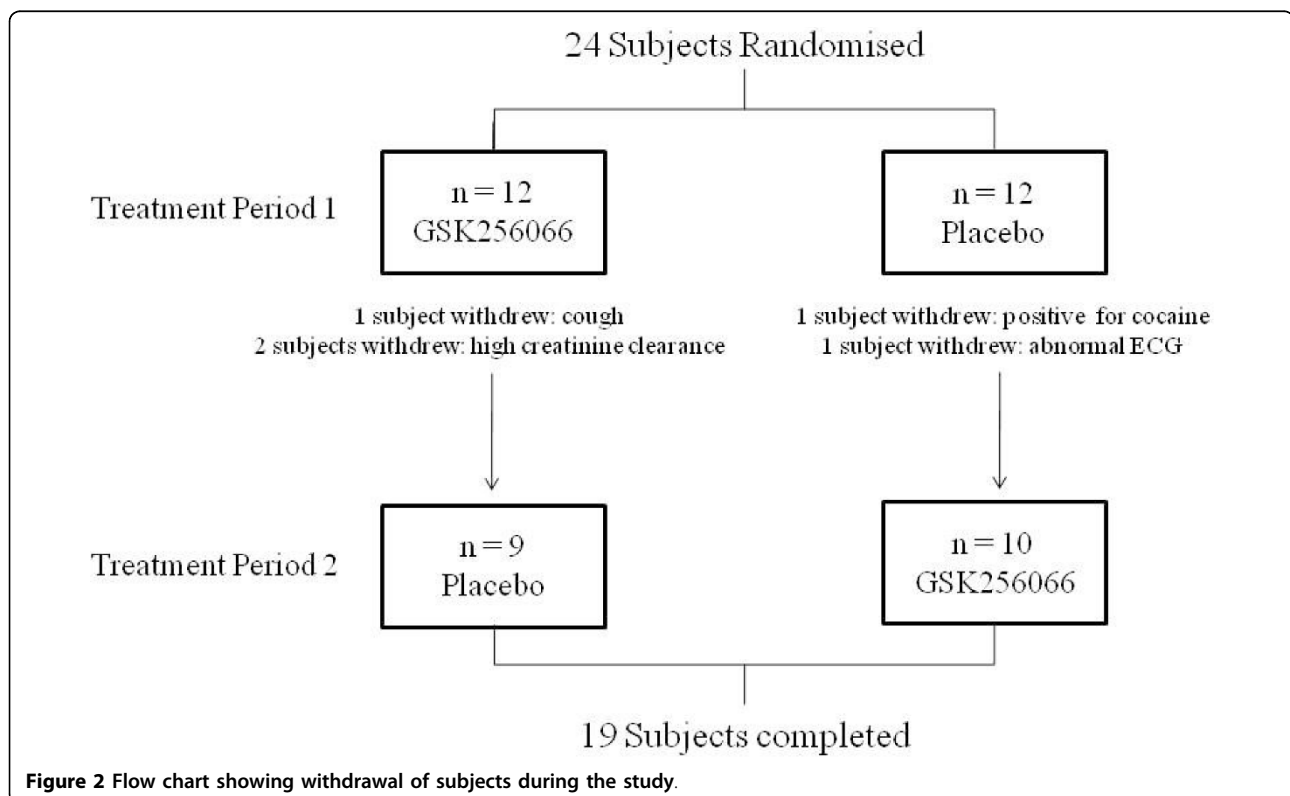 24 Subjects Randomised
Treatment Period 1
n = 12
GSK256066
n = 12
Placebo
1 subject withdrew: cough
2 subjects withdrew: high creatinine clearance
1 subject withdrew: positive for cocaine
1 subject withdrew: abnormal ECG
Treatment Period 2
n = 9
Placebo
n = 10
GSK256066
19 Subjects completed
Figure 2 Flow chart showing withdrawal of subjects during the study.